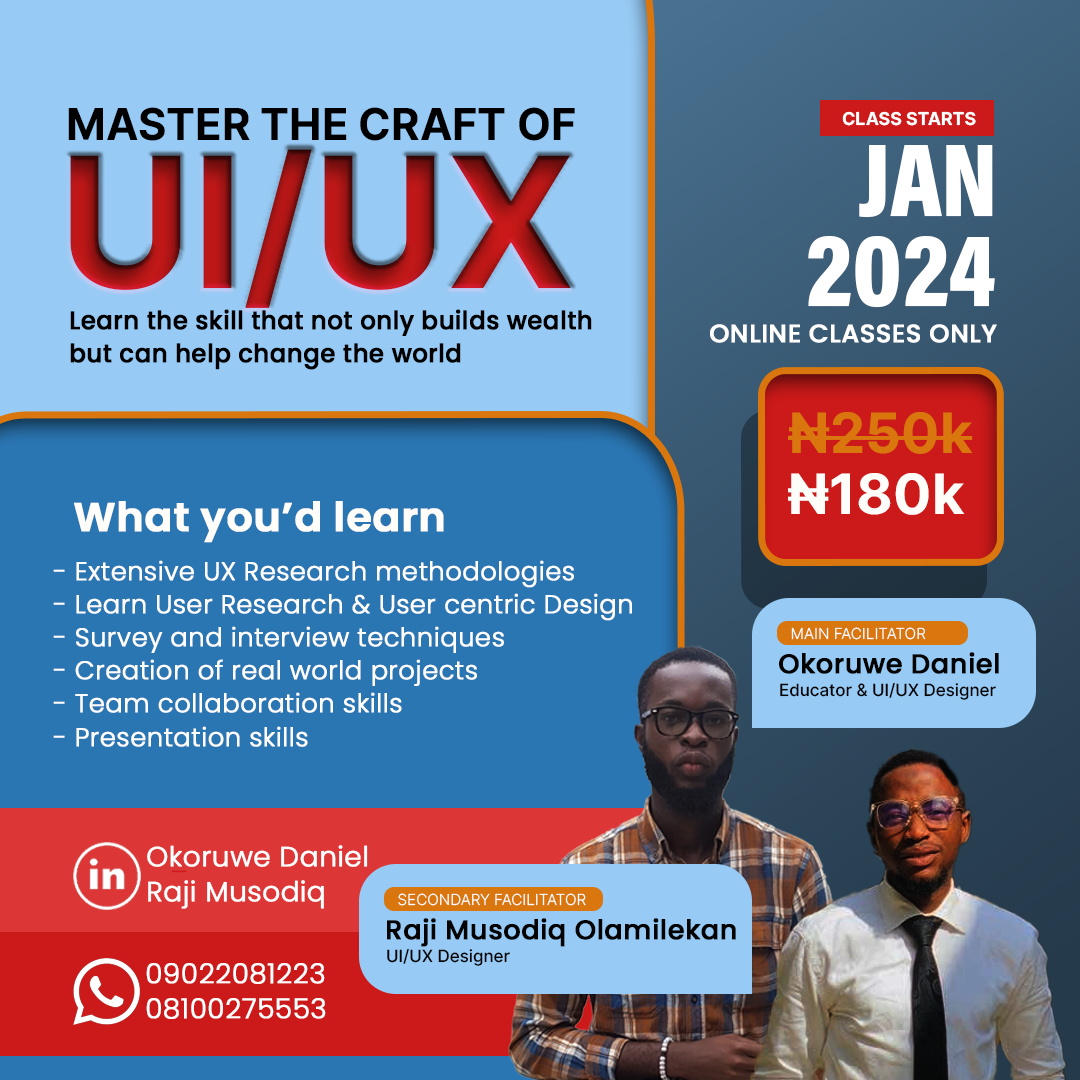 MASTER THE CRAFT OF
UI/UX
Learn the skill that not only builds wealth
but can help change the world
CLASS STARTS
JAN
2024
ONLINE CLASSES ONLY
₦250k
₦180k
What you’d learn
- Extensive UX Research methodologies
- Learn User Research & User centric Design
- Survey and interview techniques
- Creation of real world projects
- Team collaboration skills
- Presentation skills
MAIN FACILITATOR
Okoruwe Daniel
Educator & UI/UX Designer
in
Okoruwe Daniel
Raji Musodiq
SECONDARY FACILITATOR
Raji Musodiq Olamilekan
UI/UX Designer
09022081223
08100275553